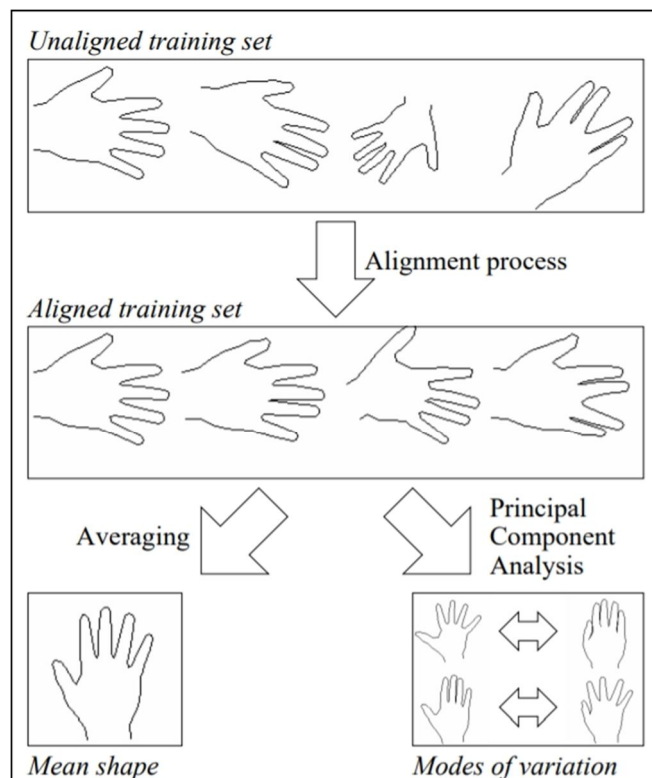 Unaligned training set
Alignment process
Aligned training set
Averaging
Principal
Component
Analysis
Mean shape
Modes of variation